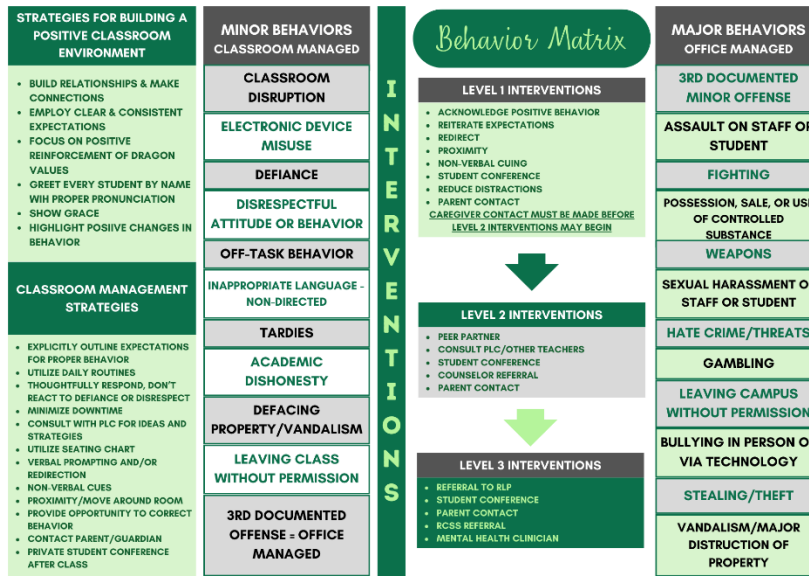 STRATEGIES FOR BUILDING A
POSITIVE CLASSROOM
ENVIRONMENT
• BUILD RELATIONSHIPS & MAKE
CONNECTIONS
• EMPLOY CLEAR & CONSISTENT
EXPECTATIONS
• FOCUS ON POSITIVE
REINFORCEMENT OF DRAGON
VALUES
• GREET EVERY STUDENT BY NAME
WIH PROPER PRONUNCIATION
• SHOW GRACE
• HIGHLIGHT POSIIVE CHANGES IN
BEHAVIOR
CLASSROOM MANAGEMENT
STRATEGIES
• EXPLICITLY OUTLINE EXPECTATIONS
FOR PROPER BEHAVIOR
• UTILIZE DAILY ROUTINES
• THOUGHTFULLY RESPOND, DON'T
REACT TO DEFIANCE OR DISRESPECT
• MINIMIZE DOWNTIME
• CONSULT WITH PLC FOR IDEAS AND
STRATEGIES
• UTILIZE SEATING CHART
• VERBAL PROMPTING AND/OR
REDIRECTION
• NON-VERBAL CUES
• PROXIMITY/MOVE AROUND ROOM
• PROVIDE OPPORTUNITY TO CORRECT
BEHAVIOR
• CONTACT PARENT/GUARDIAN
• PRIVATE STUDENT CONFERENCE
AFTER CLASS
MINOR BEHAVIORS
CLASSROOM MANAGED
CLASSROOM
DISRUPTION
ELECTRONIC DEVICE
MISUSE
DEFIANCE
DISRESPECTFUL
ATTITUDE OR BEHAVIOR
OFF-TASK BEHAVIOR
INAPPROPRIATE LANGUAGE -
NON-DIRECTED
TARDIES
ACADEMIC
DISHONESTY
DEFACING
PROPERTY/VANDALISM
LEAVING CLASS
WITHOUT PERMISSION
3RD DOCUMENTED
OFFENSE = OFFICE
MANAGED
INTERVENTIONS
Behavior Matrix
LEVEL 1 INTERVENTIONS
• ACKNOWLEDGE POSITIVE BEHAVIOR
• REITERATE EXPECTATIONS
• REDIRECT
• PROXIMITY
• NON-VERBAL CUING
• STUDENT CONFERENCE
• REDUCE DISTRACTIONS
• PARENT CONTACT
CAREGIVER CONTACT MUST BE MADE BEFORE
LEVEL 2 INTERVENTIONS MAY BEGIN
LEVEL 2 INTERVENTIONS
• PEER PARTNER
• CONSULT PLC/OTHER TEACHERS
• STUDENT CONFERENCE
• COUNSELOR REFERRAL
• PARENT CONTACT
LEVEL 3 INTERVENTIONS
• REFERRAL TO RLP
• STUDENT CONFERENCE
• PARENT CONTACT
• RCSS REFERRAL
• MENTAL HEALTH CLINICIAN
MAJOR BEHAVIORS
OFFICE MANAGED
3RD DOCUMENTED
MINOR OFFENSE
ASSAULT ON STAFF OR
STUDENT
FIGHTING
POSSESSION, SALE, OR USE
OF CONTROLLED
SUBSTANCE
WEAPONS
SEXUAL HARASSMENT OF
STAFF OR STUDENT
HATE CRIME/THREATS
GAMBLING
LEAVING CAMPUS
WITHOUT PERMISSION
BULLYING IN PERSON OR
VIA TECHNOLOGY
STEALING/THEFT
VANDALISM/MAJOR
DISTRUCTION OF
PROPERTY